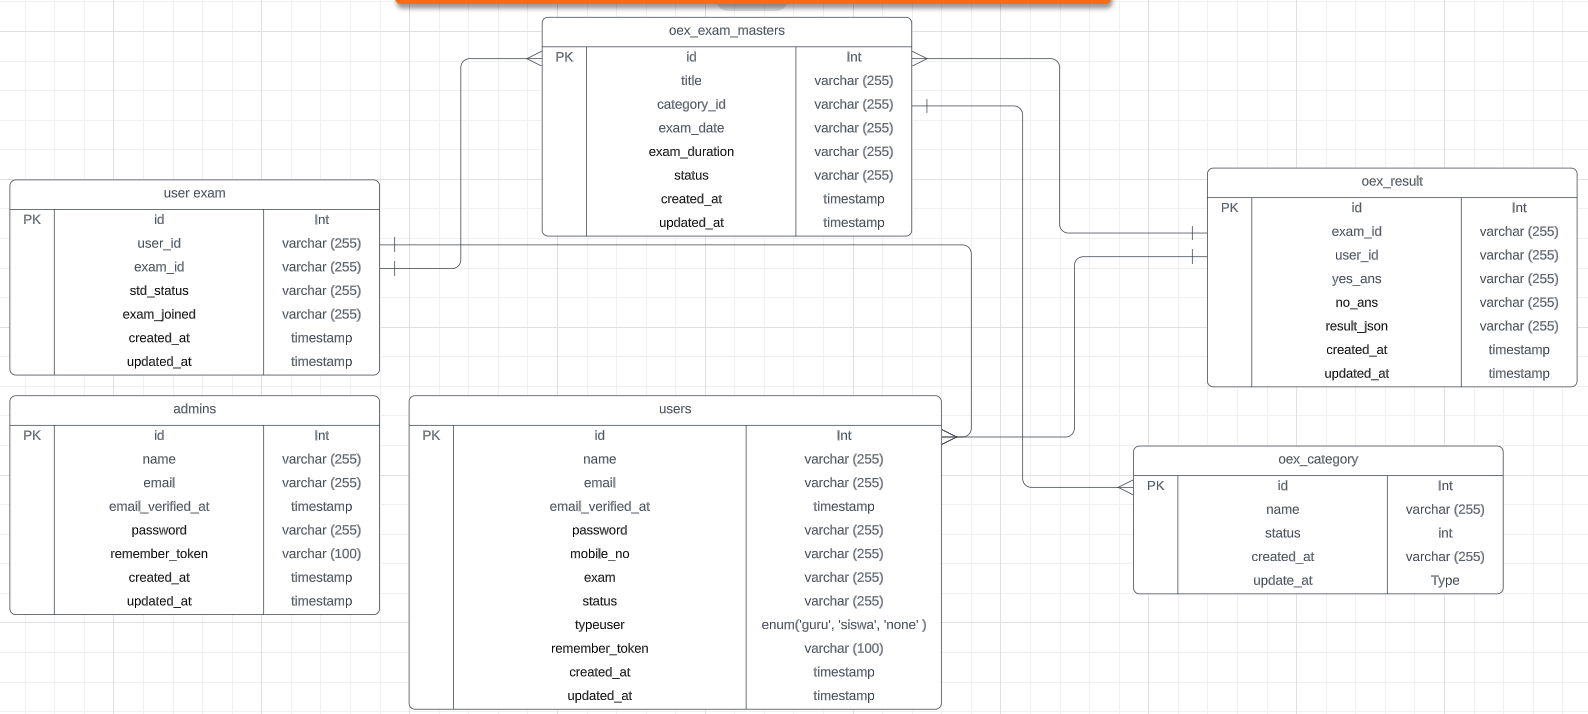 oex_exam_masters
PK id Int
title varchar (255)
category_id varchar (255)
exam_date varchar (255)
exam_duration varchar (255)
status varchar (255)
created_at timestamp
updated_at timestamp
user exam
PK id Int
user_id varchar (255)
exam_id varchar (255)
std_status varchar (255)
exam_joined varchar (255)
created_at timestamp
updated_at timestamp
oex_result
PK id Int
exam_id varchar (255)
user_id varchar (255)
yes_ans varchar (255)
no_ans varchar (255)
result_json varchar (255)
created_at timestamp
updated_at timestamp
admins
PK id Int
name varchar (255)
email varchar (255)
email_verified_at timestamp
password varchar (255)
remember_token varchar (100)
created_at timestamp
updated_at timestamp
users
PK id Int
name varchar (255)
email varchar (255)
email_verified_at timestamp
password varchar (255)
mobile_no varchar (255)
exam varchar (255)
status varchar (255)
typeuser enum('guru', 'siswa', 'none' )
remember_token varchar (100)
created_at timestamp
updated_at timestamp
oex_category
PK id Int
name varchar (255)
status int
created_at varchar (255)
update_at Type